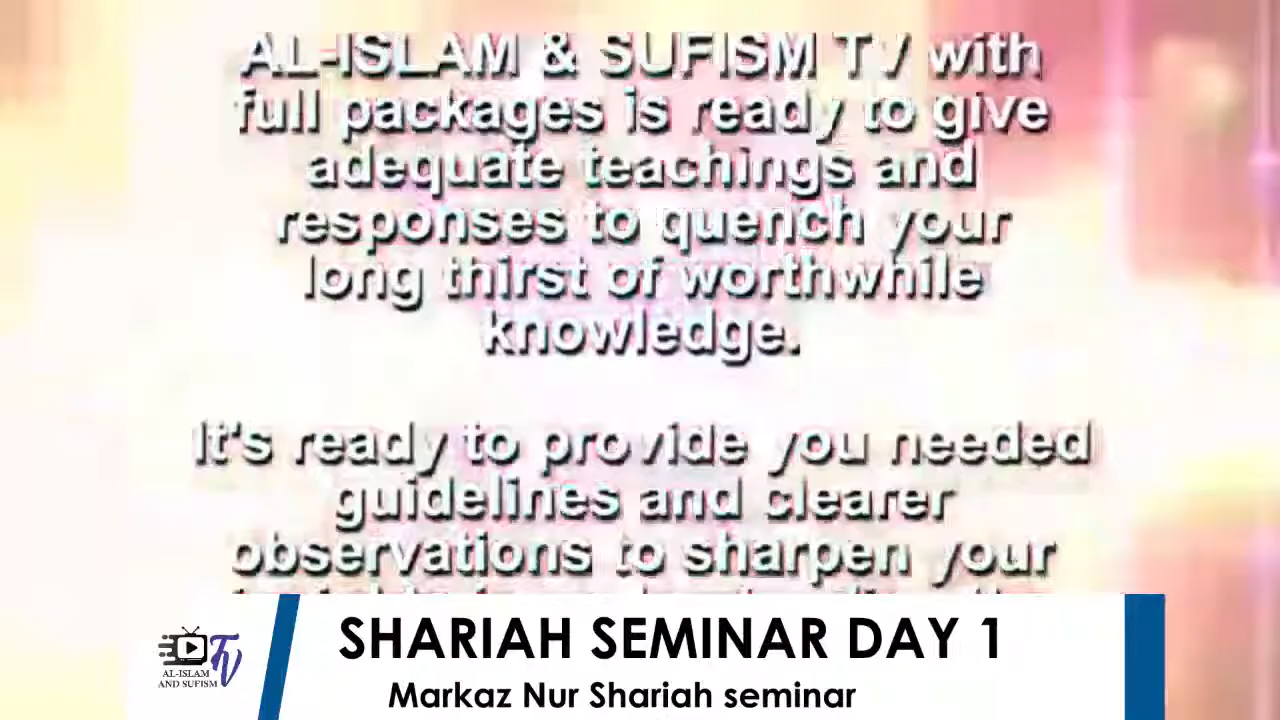 AL-ISLAM & SUFISM TV with
full packages is ready to give
adequate teachings and
responses to quench your
long thirst of worthwhile
knowledge.
It's ready to provide you needed
guidelines and clearer
observations to sharpen your
SHARIAH SEMINAR DAY 1
Markaz Nur Shariah seminar
TV
AL-ISLAM
AND SUFISM